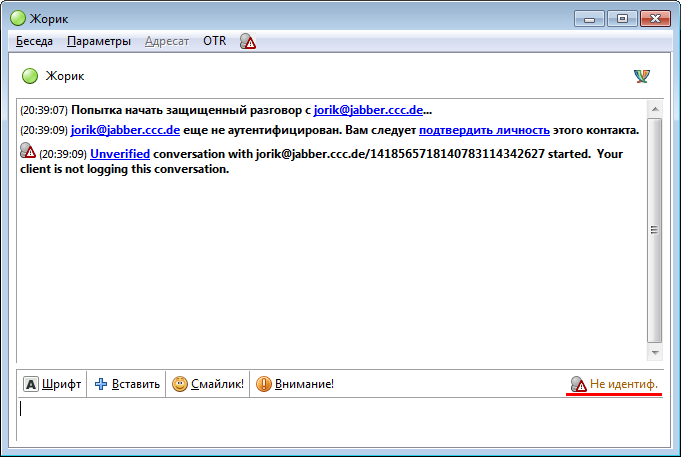 Жорик
Беседа Параметры Адресат OTR
Жорик
(20:39:07) Попытка начать защищенный разговор с jorik@jabber.ccc.de...
(20:39:09) jorik@jabber.ccc.de еще не аутентифицирован. Вам следует подтвердить личность этого контакта.
(20:39:09) Unverified conversation with jorik@jabber.ccc.de/1418565718140783114342627 started. Your
client is not logging this conversation.
A Шрифт Вставить Смайлик! Внимание! Не идентиф.